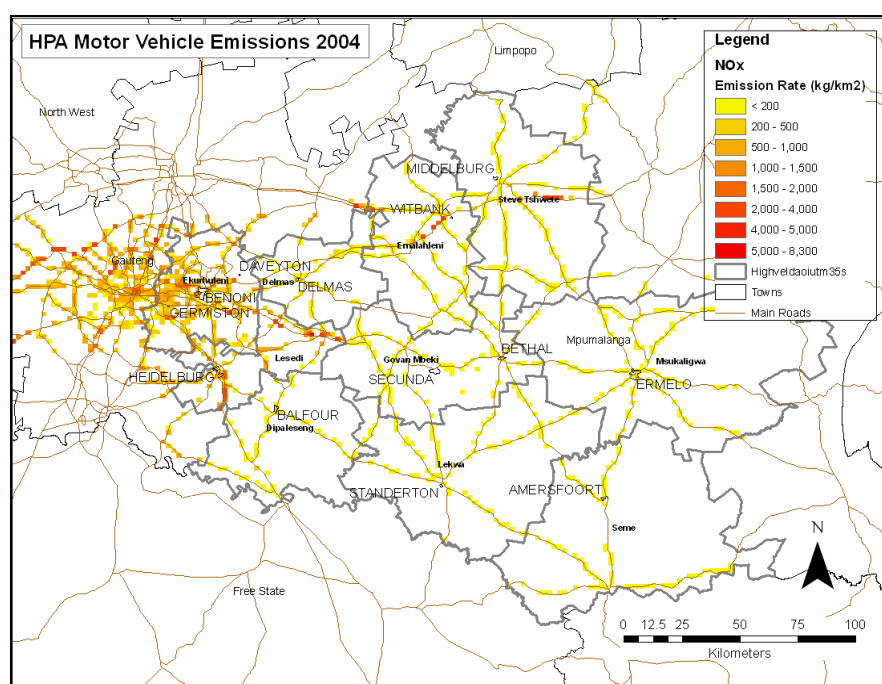 HPA Motor Vehicle Emissions 2004
Legend
NOx
Emission Rate (kg/km2)
< 200
200 - 500
500 - 1,000
1,000 - 1,500
1,500 - 2,000
2,000 - 4,000
4,000 - 5,000
5,000 - 8,300
Highveldaoiutm35s
Towns
Main Roads
Limpopo
North West
MIDDELBURG
Steve Tshwete
WITBANK
Emalahleni
Gauteng
DAVEYTON
Ekurhuleni
Delmas
DELMAS
BENONI
GERMISTON
Mpumalanga
BETHAL
Lesedi
Govan Mbeki
Msukaligwa
HEIDELBURG
SECUNDA
ERMELO
BALFOUR
Dipaleseng
Lekwa
STANDERTON
AMERSFOORT
Seme
Free State
N
0 12.5 25 50 75 100
Kilometers